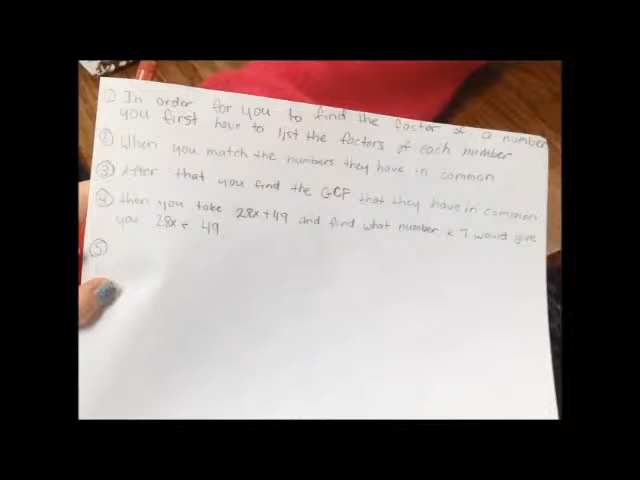 ① In order for you to find the factor of a number
you first have to list the factors of each number
② When you match the numbers they have in common
③ After that you find the GCF that they have in common
④ then you take 28x+49 and find what number x 7 would give
you 28x + 49
⑤